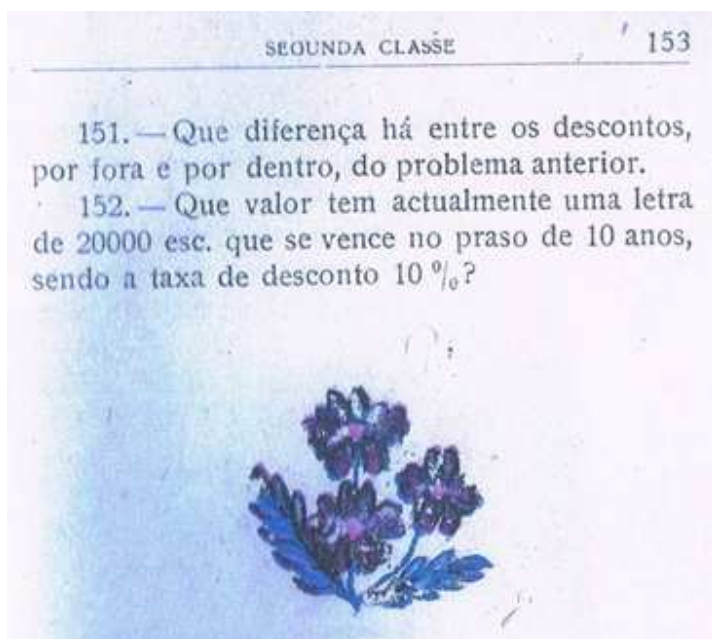 SEGUNDA CLASSE 153
151. — Que diferença há entre os descontos,
por fora e por dentro, do problema anterior.
152. — Que valor tem actualmente uma letra
de 20000 esc. que se vence no praso de 10 anos,
sendo a taxa de desconto 10 %?